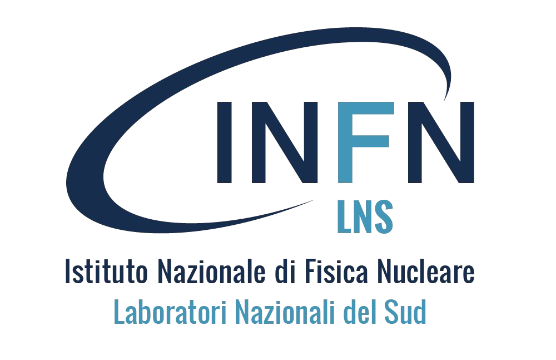 INFN
LNS
Istituto Nazionale di Fisica Nucleare
Laboratori Nazionali del Sud